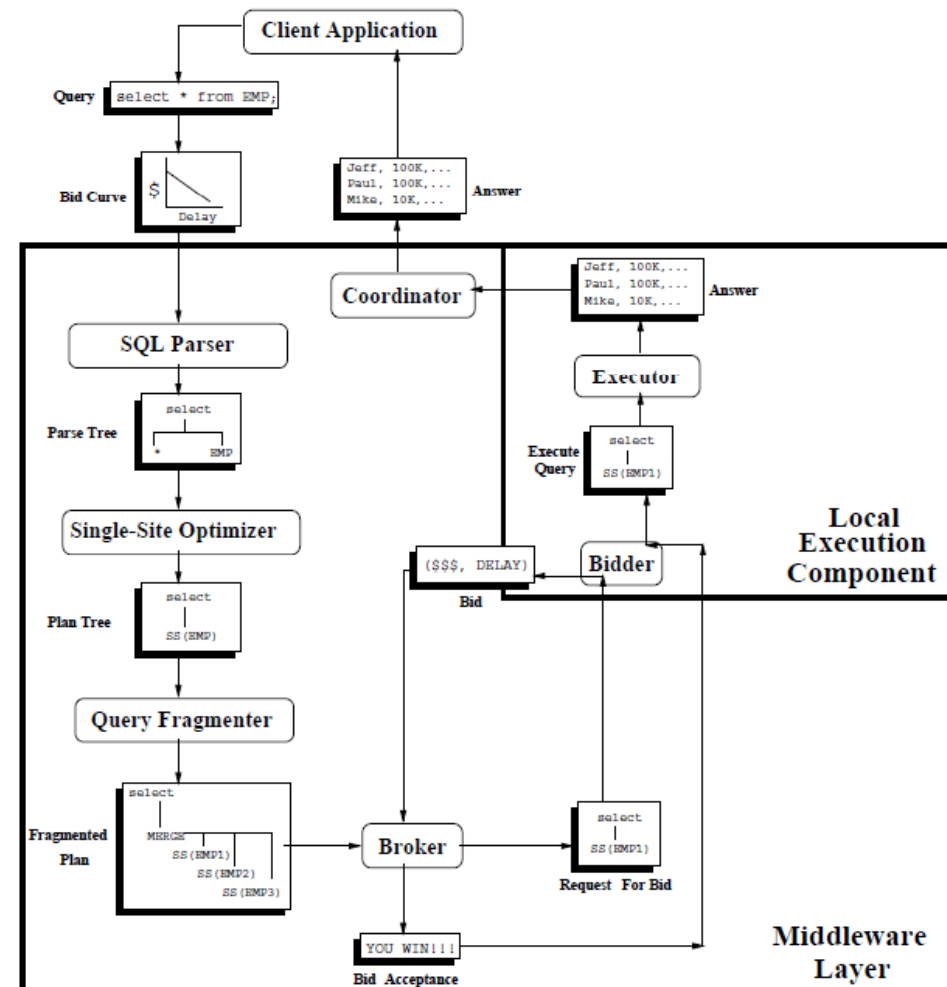 Client Application
Query
select * from EMP;
Bid Curve
$
Delay
Jeff, 100K,...
Paul, 100K,...
Mike, 10K,...
Answer
Coordinator
Jeff, 100K,...
Paul, 100K,...
Mike, 10K,...
Answer
SQL Parser
Executor
Parse Tree
select
* EMP
Execute
Query
select
SS(EMP1)
Single-Site Optimizer
Local
Execution
Component
($$$, DELAY)
Bid
Bidder
Plan Tree
select
SS(EMP)
Query Fragmenter
Fragmented
Plan
select
MERGE
SS(EMP1)
SS(EMP2)
SS(EMP3)
Broker
select
SS(EMP1)
Request For Bid
YOU WIN!!!
Bid Acceptance
Middleware
Layer